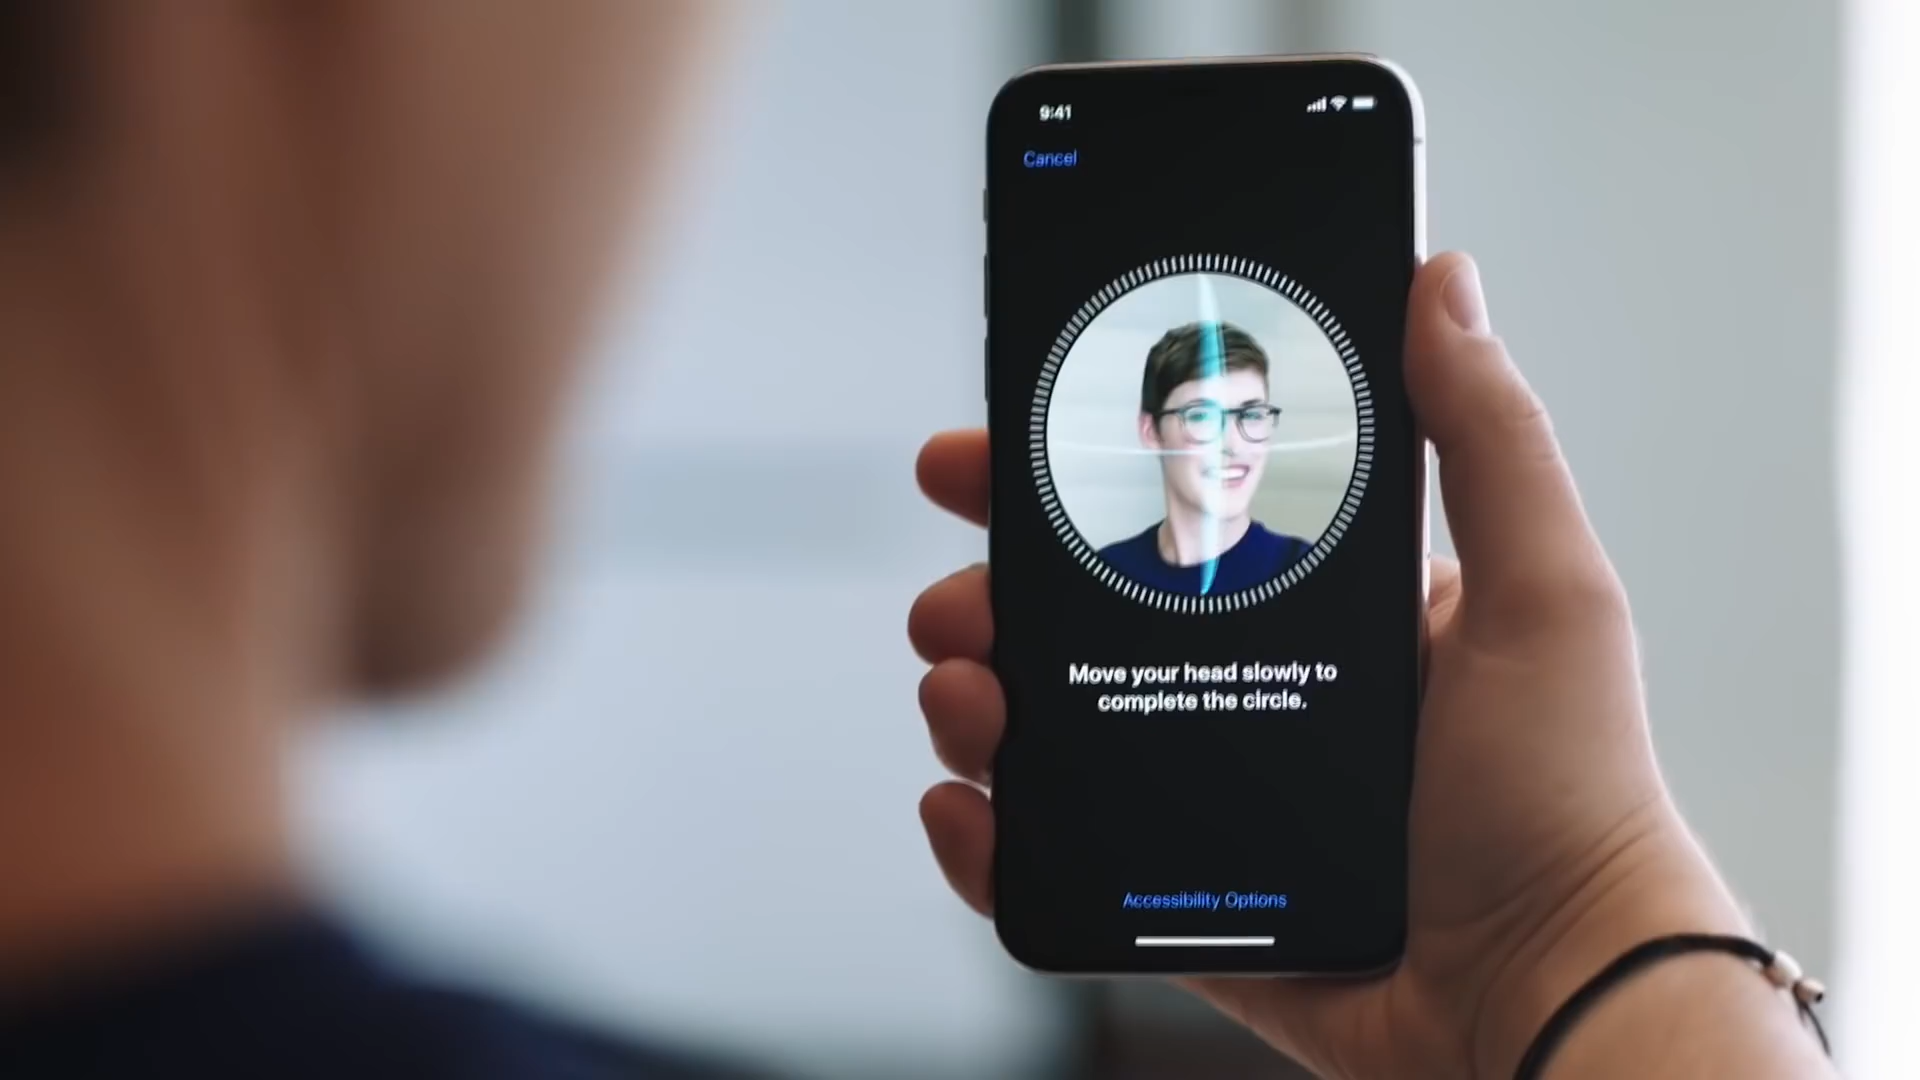 9:41
Cancel
Move your head slowly to
complete the circle.
Accessibility Options